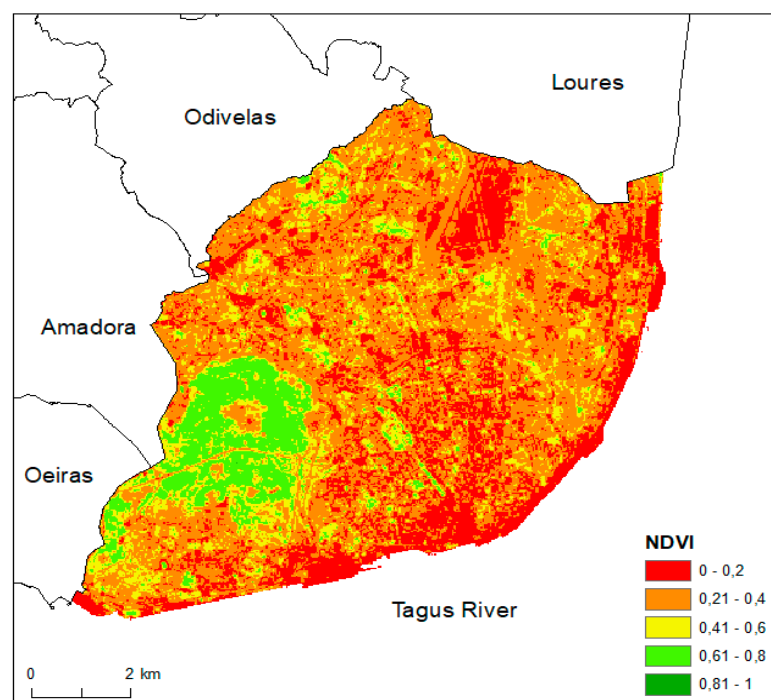 Loures
Odivelas
Amadora
Oeiras
Tagus River
NDVI
0 - 0,2
0,21 - 0,4
0,41 - 0,6
0,61 - 0,8
0,81 - 1
0 2 km